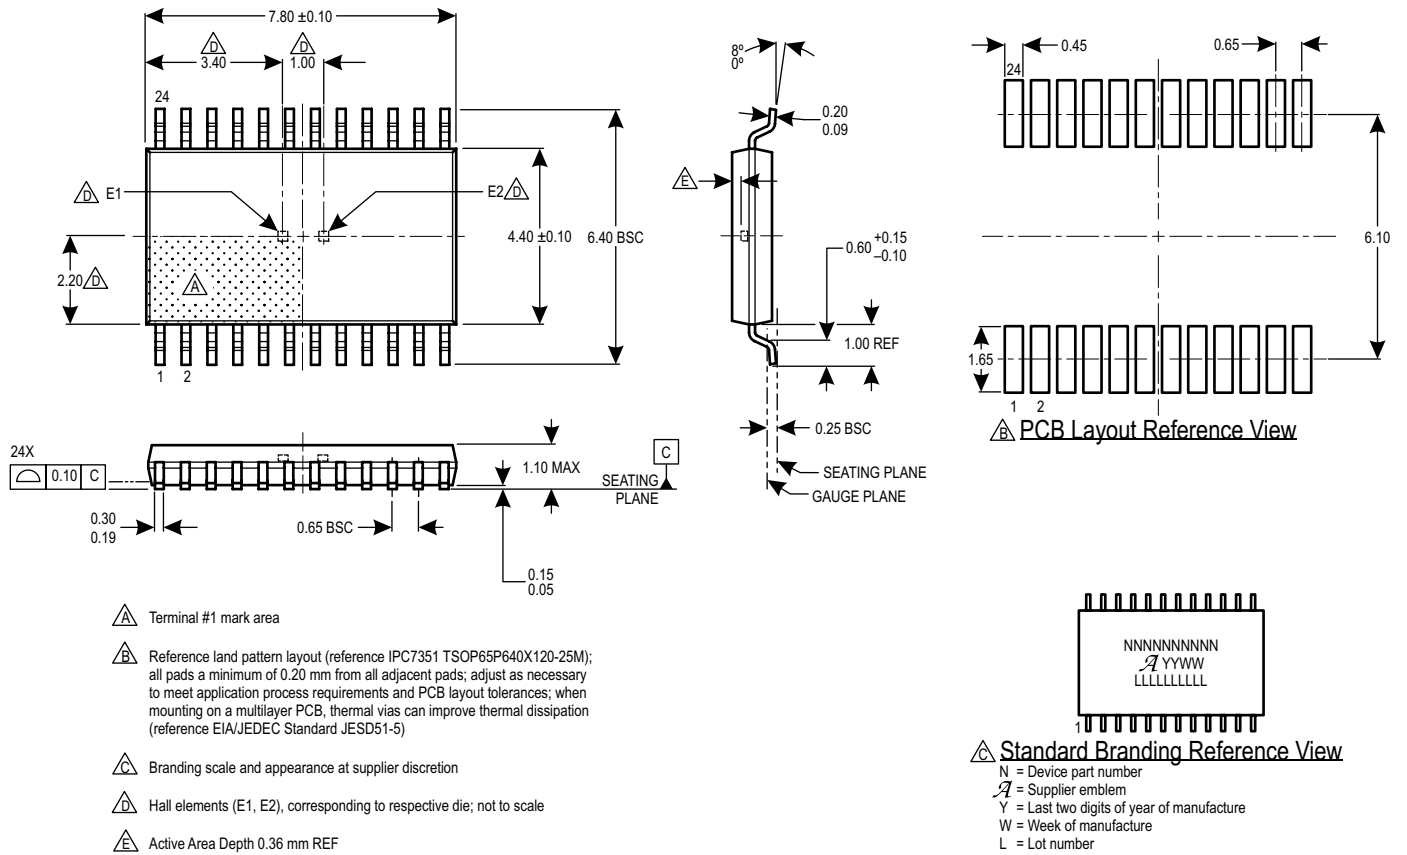 7.80 ±0.10
D
3.40
D
1.00
24
D E1
E2 D
2.20 D
A
4.40 ±0.10
6.40 BSC
1 2
8º
0º
0.20
0.09
E
0.60 +0.15
–0.10
1.00 REF
0.25 BSC
SEATING PLANE
GAUGE PLANE
0.45
0.65
24
6.10
1.65
1 2
B PCB Layout Reference View
24X
0.10 C
1.10 MAX
C
SEATING
PLANE
0.30
0.19
0.65 BSC
0.15
0.05
A Terminal #1 mark area
B Reference land pattern layout (reference IPC7351 TSOP65P640X120-25M);
all pads a minimum of 0.20 mm from all adjacent pads; adjust as necessary
to meet application process requirements and PCB layout tolerances; when
mounting on a multilayer PCB, thermal vias can improve thermal dissipation
(reference EIA/JEDEC Standard JESD51-5)
C Branding scale and appearance at supplier discretion
D Hall elements (E1, E2), corresponding to respective die; not to scale
E Active Area Depth 0.36 mm REF
NNNNNNNNNN
A YYWW
LLLLLLLLLL
1
C Standard Branding Reference View
N = Device part number
A = Supplier emblem
Y = Last two digits of year of manufacture
W = Week of manufacture
L = Lot number